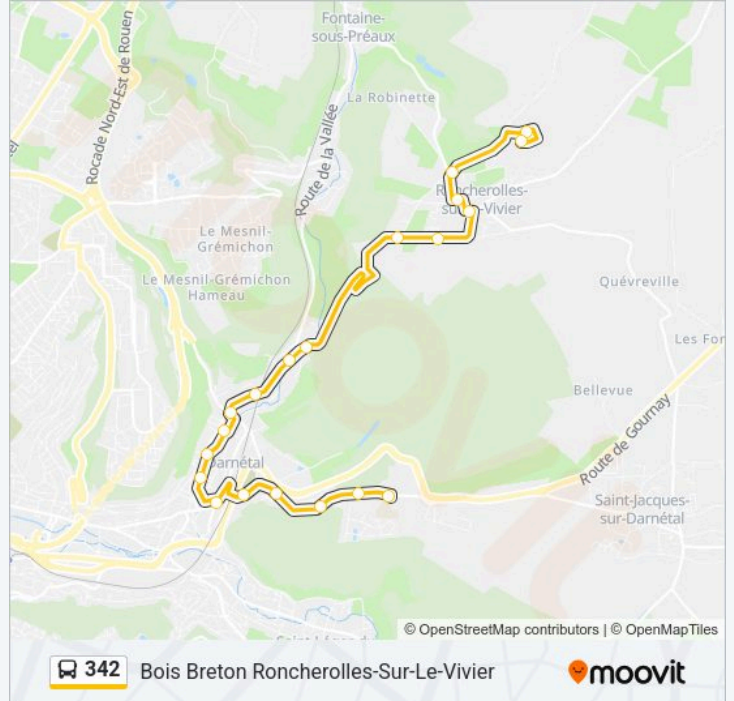 Fontaine-
sous-Préaux
La Robinette
Rocade Nord-Est de Rouen
Route de la Vallée
Roncherolles-
sur-Le-Vivier
Le Mesnil-
Grémichon
Le Mesnil-Grémichon
Hameau
Quévreville
Les For
Bellevue
Route de Gournay
Darnétal
Saint-Jacques-
sur-Darnétal
© OpenStreetMap contributors | © OpenMapTiles
342 Bois Breton Roncherolles-Sur-Le-Vivier
moovit